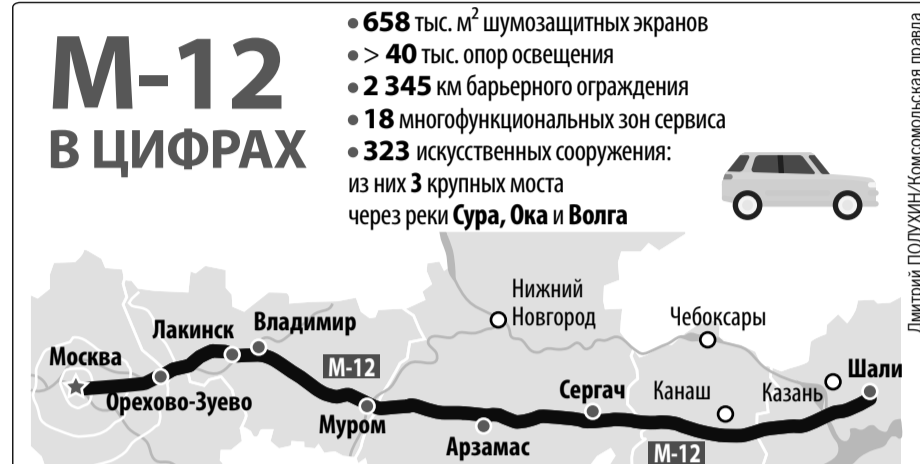 М-12
В ЦИФРАХ
• 658 тыс. м² шумозащитных экранов
• > 40 тыс. опор освещения
• 2 345 км барьерного ограждения
• 18 многофункциональных зон сервиса
• 323 искусственных сооружения:
из них 3 крупных моста
через реки Сура, Ока и Волга
Дмитрий ПОЛУХИН/Комсомольская правда
Нижний
Новгород
Чебоксары
Владимир
Лакинск
Москва
М-12
Шали
Орехово-Зуево
Сергач
Канаш
Казань
Муром
Арзамас
М-12